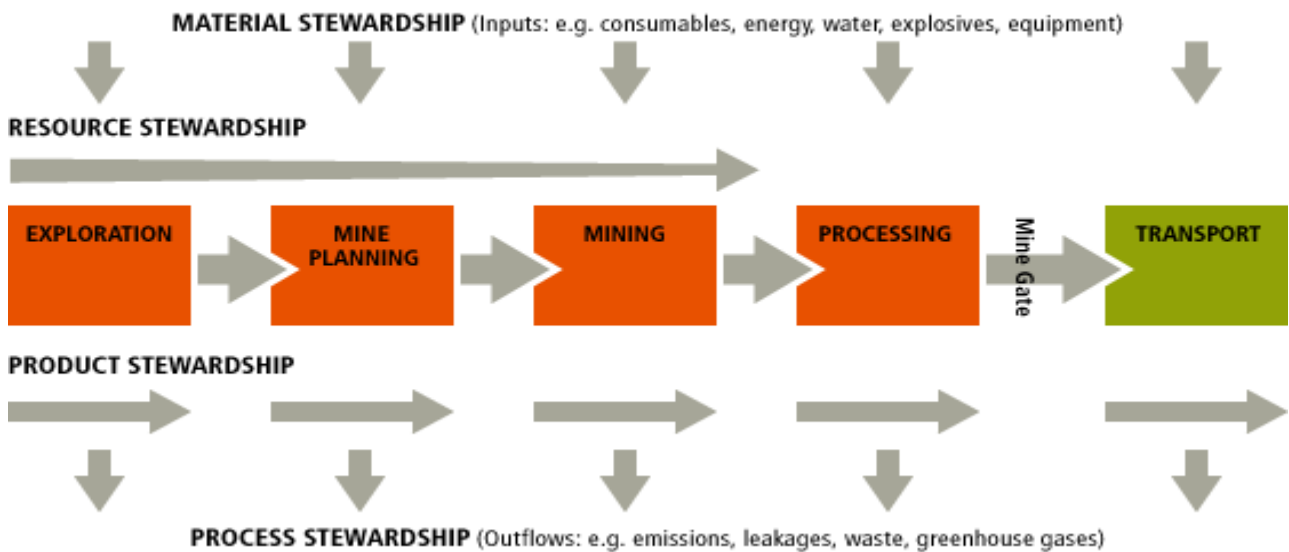 MATERIAL STEWARDSHIP (Inputs: e.g. consumables, energy, water, explosives, equipment)
RESOURCE STEWARDSHIP
EXPLORATION
MINE
PLANNING
MINING
PROCESSING
Mine Gate
TRANSPORT
PRODUCT STEWARDSHIP
PROCESS STEWARDSHIP (Outflows: e.g. emissions, leakages, waste, greenhouse gases)